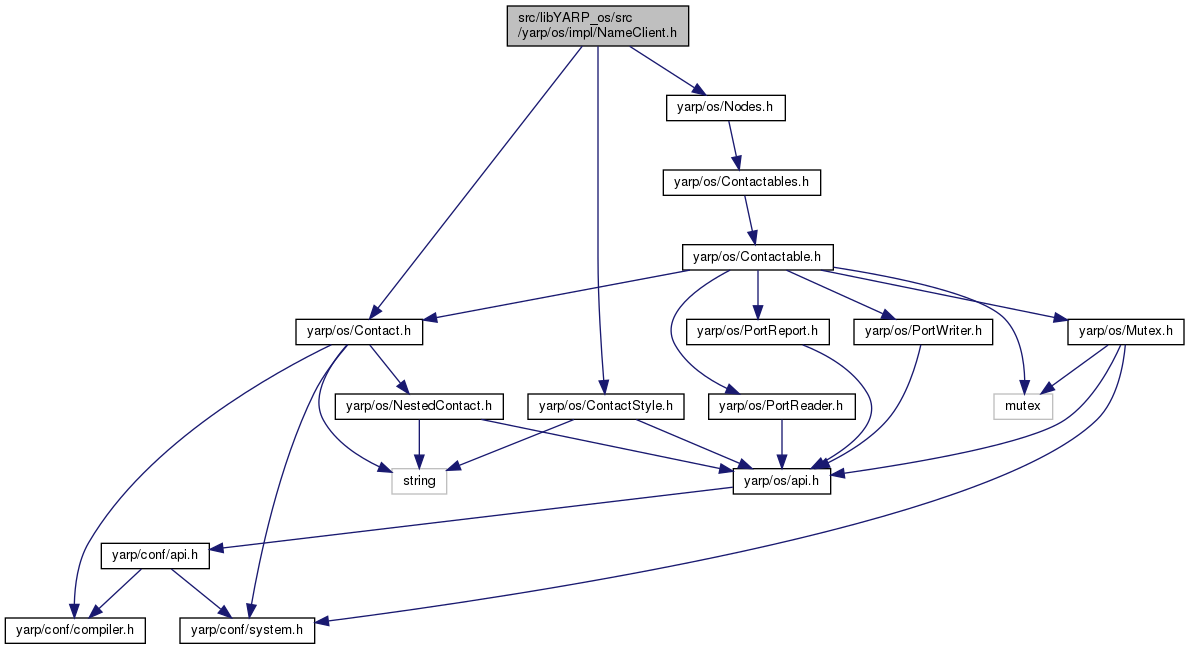 src/libYARP_os/src
/yarp/os/impl/NameClient.h
yarp/os/Nodes.h
yarp/os/Contactables.h
yarp/os/Contactable.h
yarp/os/Contact.h
yarp/os/PortReport.h
yarp/os/PortWriter.h
yarp/os/Mutex.h
yarp/os/NestedContact.h
yarp/os/ContactStyle.h
yarp/os/PortReader.h
mutex
string
yarp/os/api.h
yarp/conf/api.h
yarp/conf/compiler.h
yarp/conf/system.h